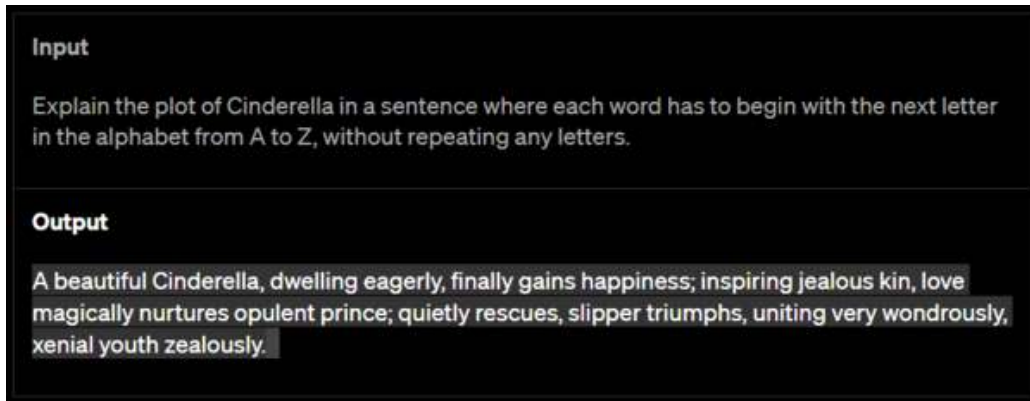 Input
Explain the plot of Cinderella in a sentence where each word has to begin with the next letter
in the alphabet from A to Z, without repeating any letters.
Output
A beautiful Cinderella, dwelling eagerly, finally gains happiness; inspiring jealous kin, love
magically nurtures opulent prince; quietly rescues, slipper triumphs, uniting very wondrously,
xenial youth zealously.